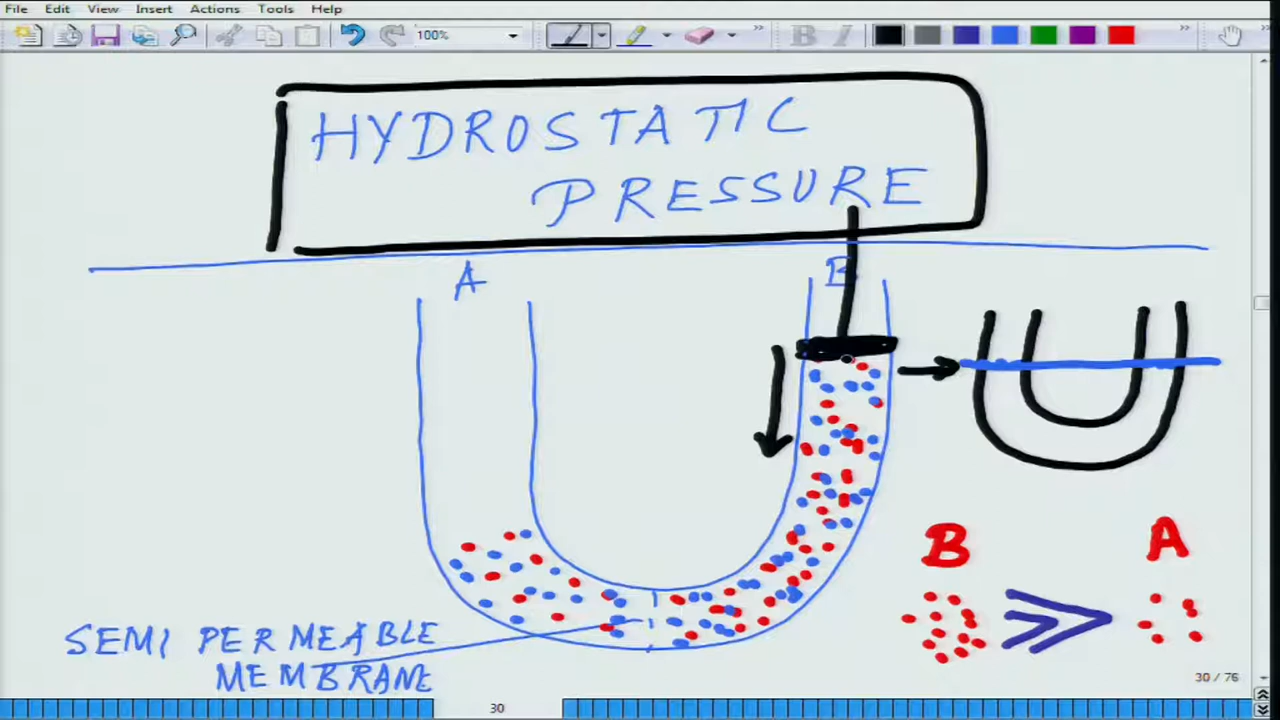 File Edit View Insert Actions Tools Help
100%
HYDROSTATIC
PRESSURE
A B
B A
SEMI PERMEABLE
MEMBRANE
30 / 76
30